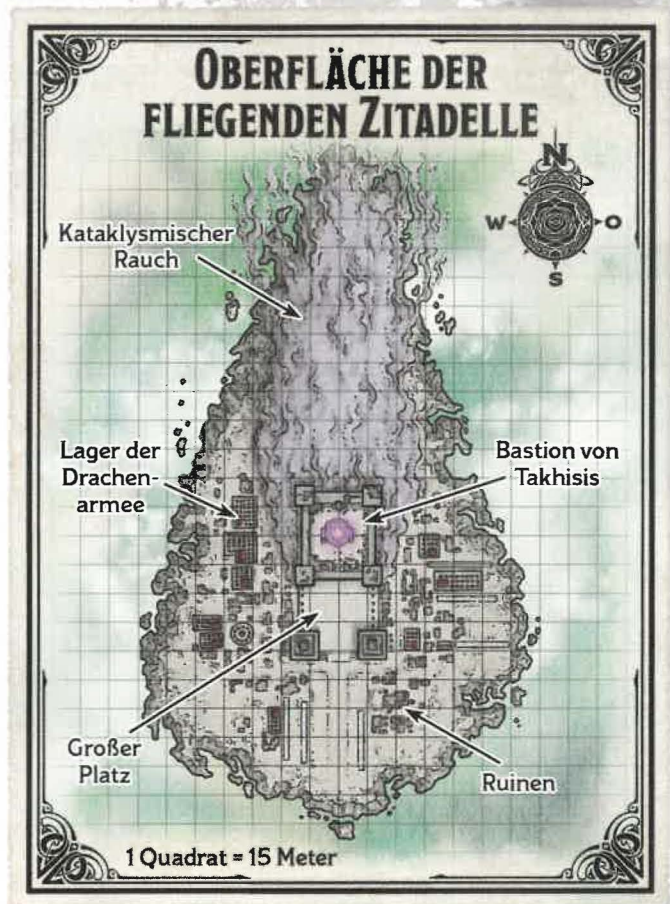 OBERFLÄCHE DER
FLIEGENDEN ZITADELLE
N
W
O
S
Kataklysmischer
Rauch
Lager der
Drachen-
armee
Bastion von
Takhisis
Großer
Platz
Ruinen
1 Quadrat = 15 Meter